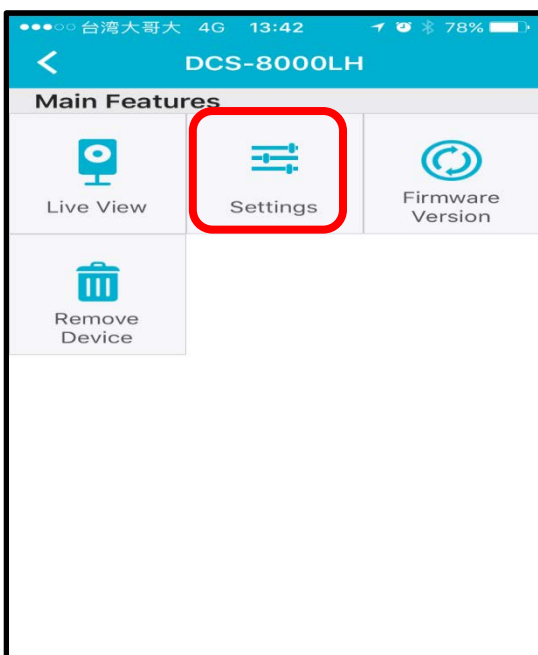 台湾大哥大 4G 13:42 78%
DCS-8000LH
Main Features
Live View
Settings
Firmware
Version
Remove
Device